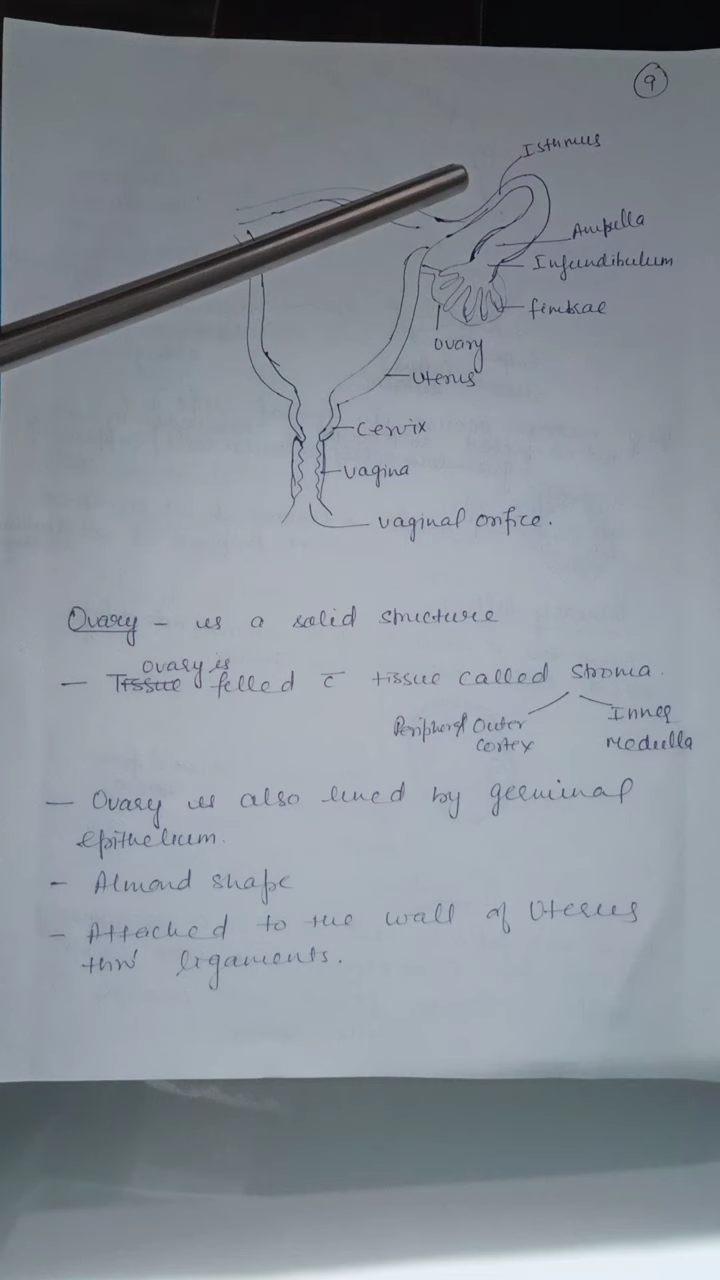 9
Isthmus
Ampulla
Infundibulum
fimbrae
ovary
uterus
cervix
vagina
vaginal orifice.
Ovary - is a solid structure
ovary is
- Tissue filled c̄ tissue called stroma.
Peripheral Outer cortex
Inner medulla
- Ovary is also lined by germinal
epithelium.
- Almond shape
- Attached to the wall of Uterus
thro' ligaments.